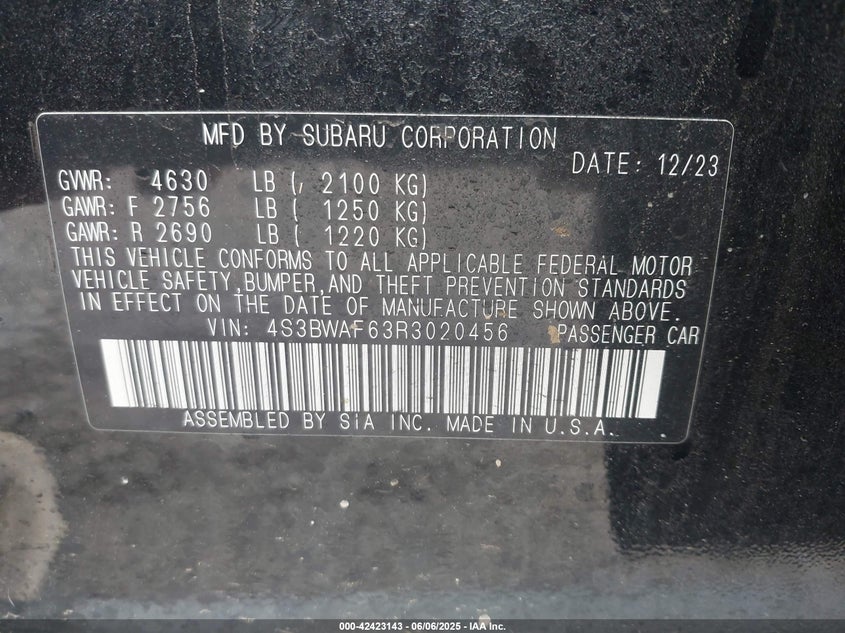 MFD BY SUBARU CORPORATION
DATE: 12/23
GVWR: 4630 LB (, 2100 KG)
GAWR: F 2756 LB ( 1250 KG)
GAWR: R 2690 LB ( 1220 KG)
THIS VEHICLE CONFORMS TO ALL APPLICABLE FEDERAL MOTOR
VEHICLE SAFETY,BUMPER,AND THEFT PREVENTION STANDARDS
IN EFFECT ON THE DATE OF MANUFACTURE SHOWN ABOVE.
VIN: 4S3BWAF63R3020456 PASSENGER CAR
ASSEMBLED BY SIA INC. MADE IN U.S.A.
000-42423143 - 06/06/2025 - IAA Inc.